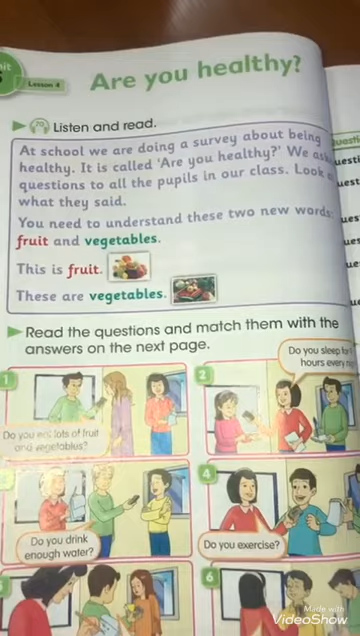 Lesson 4
Are you healthy?
Listen and read.
At school we are doing a survey about being
healthy. It is called 'Are you healthy?' We ask
questions to all the pupils in our class. Look
what they said.
You need to understand these two new words:
fruit and vegetables.
This is fruit.
These are vegetables.
Read the questions and match them with the
answers on the next page.
1
Do you eat lots of fruit
and vegetables?
2
Do you sleep for
hours every
Do you drink
enough water?
4
Do you exercise?
6
Made with
VideoShow